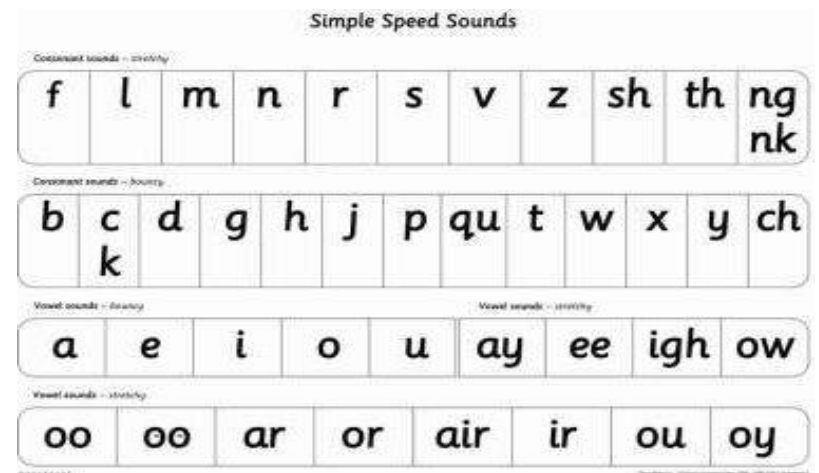 Simple Speed Sounds
Consonant sounds – stretchy
f l m n r s v z sh th ng
nk
Consonant sounds – bouncy
b c d g h j p qu t w x y ch
k
Vowel sounds – bouncy Vowel sounds – stretchy
a e i o u ay ee igh ow
Vowel sounds – stretchy
oo oo ar or air ir ou oy